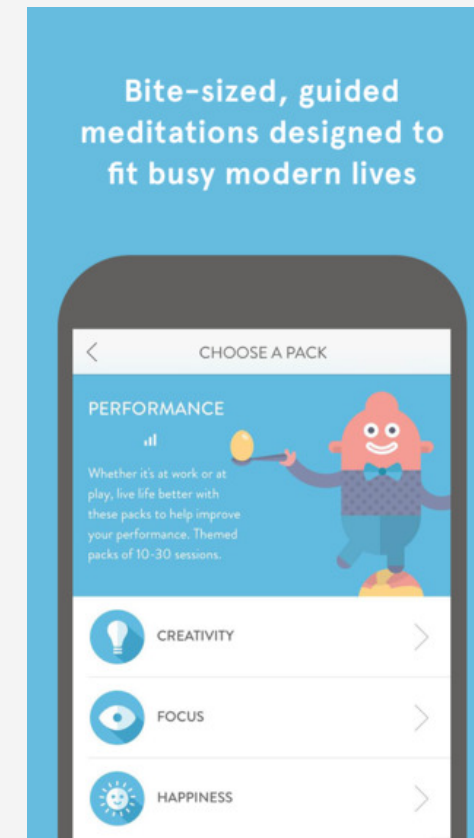 Bite-sized, guided
meditations designed to
fit busy modern lives
CHOOSE A PACK
PERFORMANCE
Whether it's at work or at
play, live life better with
these packs to help improve
your performance. Themed
packs of 10-30 sessions.
CREATIVITY
FOCUS
HAPPINESS